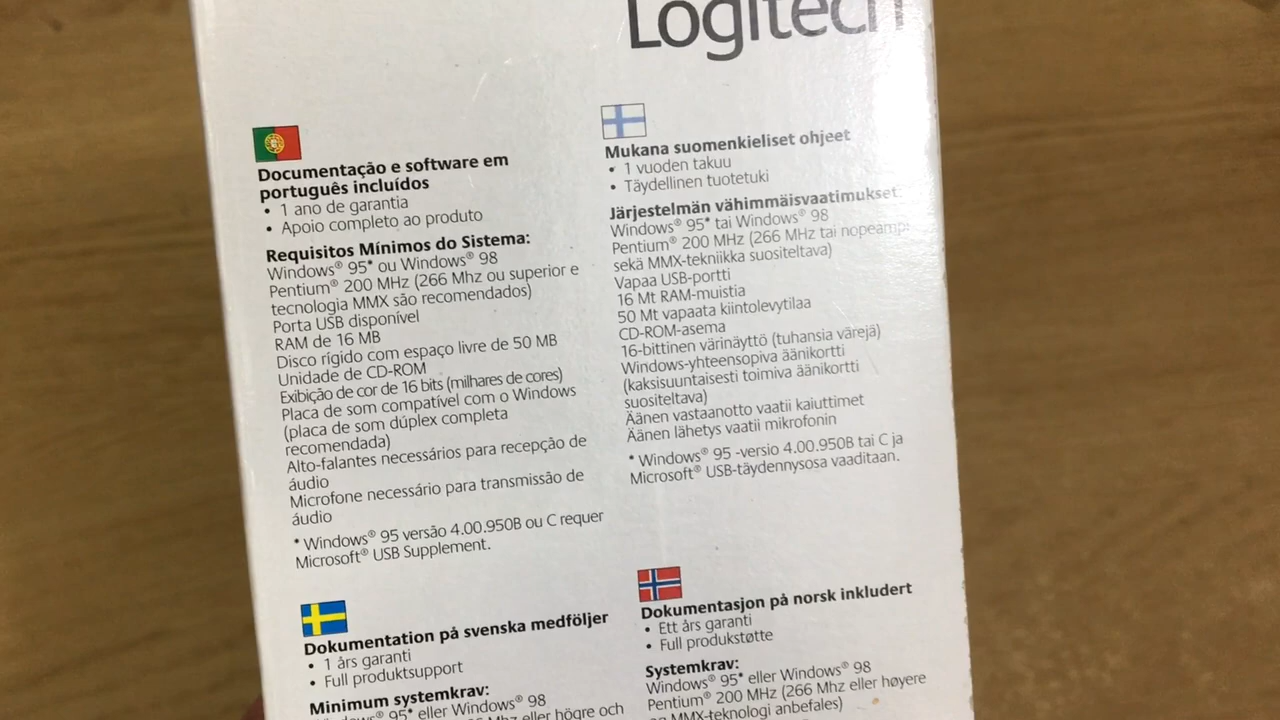 Logitech
Documentação e software em
português incluídos
• 1 ano de garantia
• Apoio completo ao produto
Requisitos Mínimos do Sistema:
Windows® 95* ou Windows® 98
Pentium® 200 MHz (266 Mhz ou superior e
tecnologia MMX são recomendados)
Porta USB disponível
RAM de 16 MB
Disco rígido com espaço livre de 50 MB
Unidade de CD-ROM
Exibição de cor de 16 bits (milhares de cores)
Placa de som compatível com o Windows
(placa de som dúplex completa
recomendada)
Alto-falantes necessários para recepção de
áudio
Microfone necessário para transmissão de
áudio
* Windows® 95 versão 4.00.950B ou C requer
Microsoft® USB Supplement.
Mukana suomenkieliset ohjeet
• 1 vuoden takuu
• Täydellinen tuotetuki
Järjestelmän vähimmäisvaatimukset:
Windows® 95* tai Windows® 98
Pentium® 200 MHz (266 MHz tai nopeampi
sekä MMX-tekniikka suositeltava)
Vapaa USB-portti
16 Mt RAM-muistia
50 Mt vapaata kiintolevytilaa
CD-ROM-asema
16-bittinen värinäyttö (tuhansia värejä)
Windows-yhteensopiva äänikortti
(kaksisuuntaisesti toimiva äänikortti
suositeltava)
Äänen vastaanotto vaatii kaiuttimet
Äänen lähetys vaatii mikrofonin
* Windows® 95 -versio 4.00.950B tai C ja
Microsoft® USB-täydennysosa vaaditaan.
Dokumentation på svenska medföljer
• 1 års garanti
• Full produktsupport
Minimum systemkrav:
Windows® 95* eller Windows® 98
Mhz eller högre och
Dokumentasjon på norsk inkludert
• Ett års garanti
• Full produkstøtte
Systemkrav:
Windows® 95* eller Windows® 98
Pentium® 200 MHz (266 Mhz eller høyere
og MMX-teknologi anbefales)